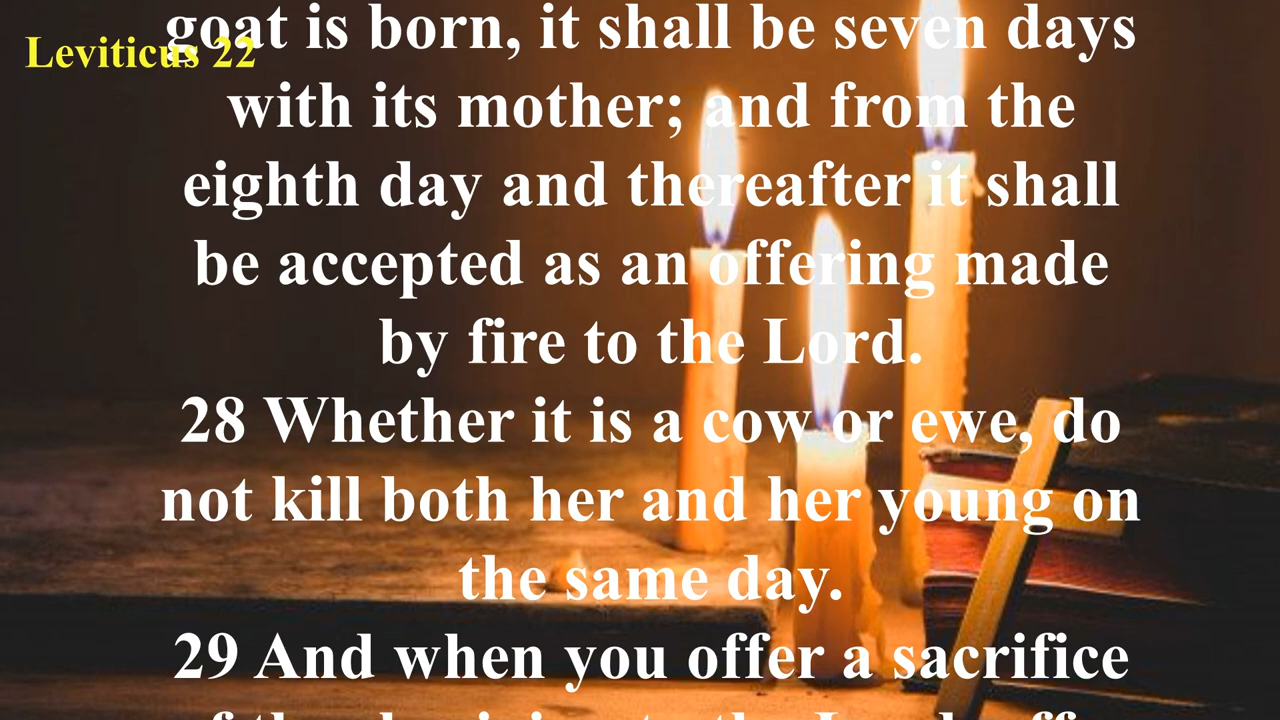 Leviticus 22
goat is born, it shall be seven days
with its mother; and from the
eighth day and thereafter it shall
be accepted as an offering made
by fire to the Lord.
28 Whether it is a cow or ewe, do
not kill both her and her young on
the same day.
29 And when you offer a sacrifice